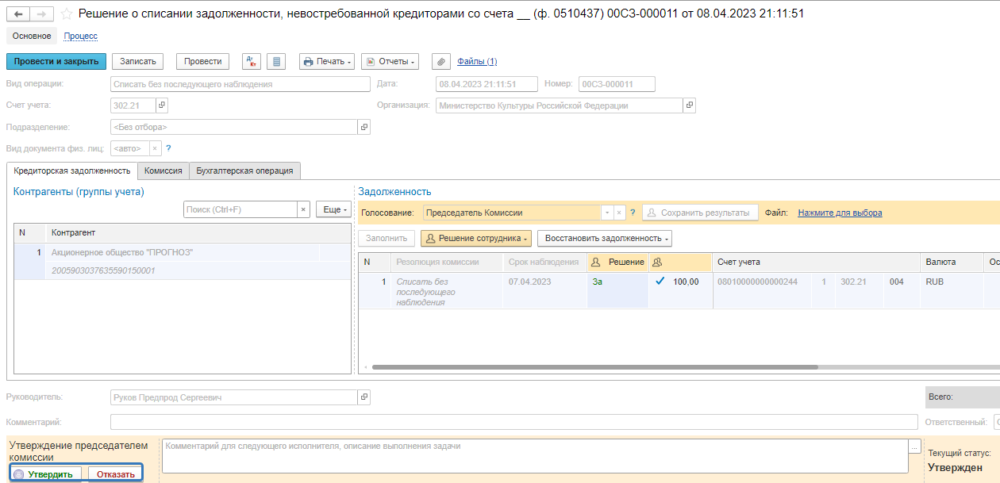 Решение о списании задолженности, невостребованной кредиторами со счета __ (ф. 0510437) 00СЗ-000011 от 08.04.2023 21:11:51
Основное Процесс
Провести и закрыть Записать Провести Дт Кт Печать Отчеты Файлы (1)
Вид операции: Списать без последующего наблюдения Дата: 08.04.2023 21:11:51 Номер: 00СЗ-000011
Счет учета: 302.21 Организация: Министерство Культуры Российской Федерации
Подразделение: <Без отбора>
Вид документа физ. лиц: <авто> × ?
Кредиторская задолженность Комиссия Бухгалтерская операция
Контрагенты (группы учета) Задолженность
Поиск (Ctrl+F) × Еще Голосование: Председатель Комиссии × ? Сохранить результаты Файл: Нажмите для выбора
Заполнить Решение сотрудника Восстановить задолженность
N Контрагент
N Резолюция комиссии Срок наблюдения Решение Счет учета Валюта Ос
1 Акционерное общество "ПРОГНОЗ"
2005903037635590150001
1 Списать без 07.04.2023 За 100,00 08010000000000244 1 302.21 004 RUB
последующего
наблюдения
Руководитель: Руков Предпрод Сергеевич Всего:
Комментарий: Ответственный:
Утверждение председателем
комиссии
Комментарий для следующего исполнителя, описание выполнения задачи ...
Утвердить Отказать
Текущий статус:
Утвержден